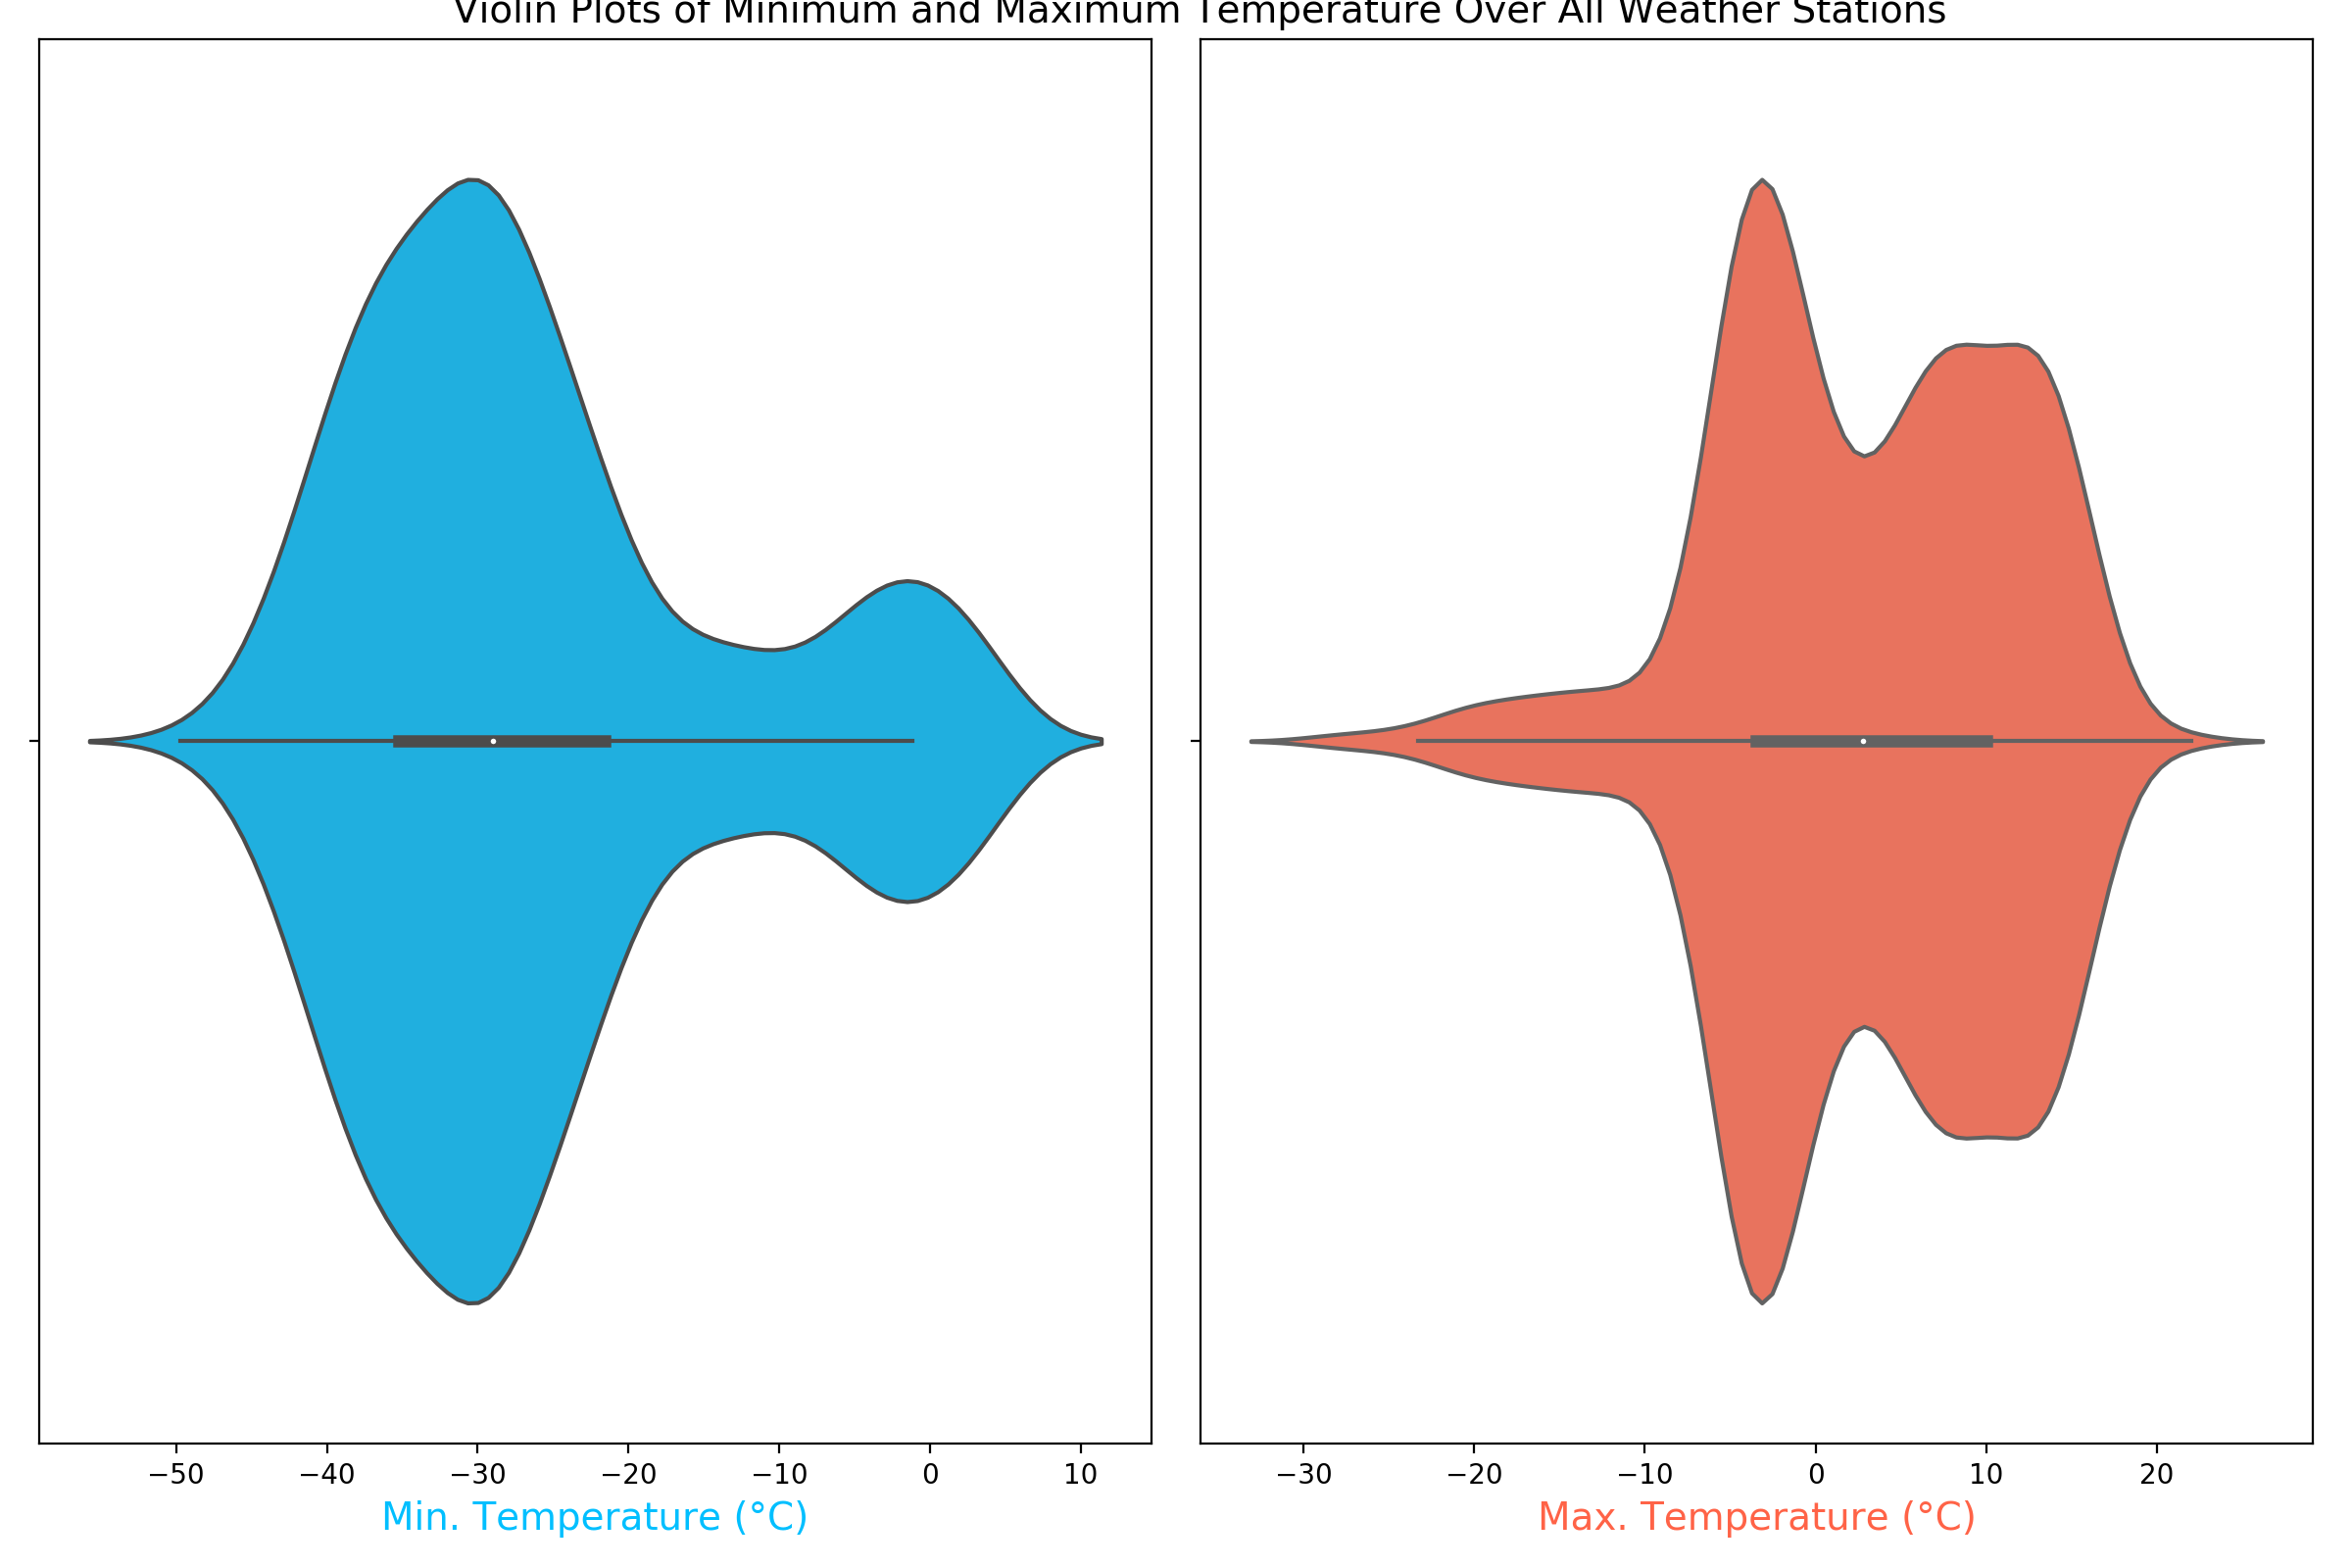 Violin Plots of Minimum and Maximum Temperature Over All Weather Stations
−50 −40 −30 −20 −10 0 10
Min. Temperature (°C)
−30 −20 −10 0 10 20
Max. Temperature (°C)